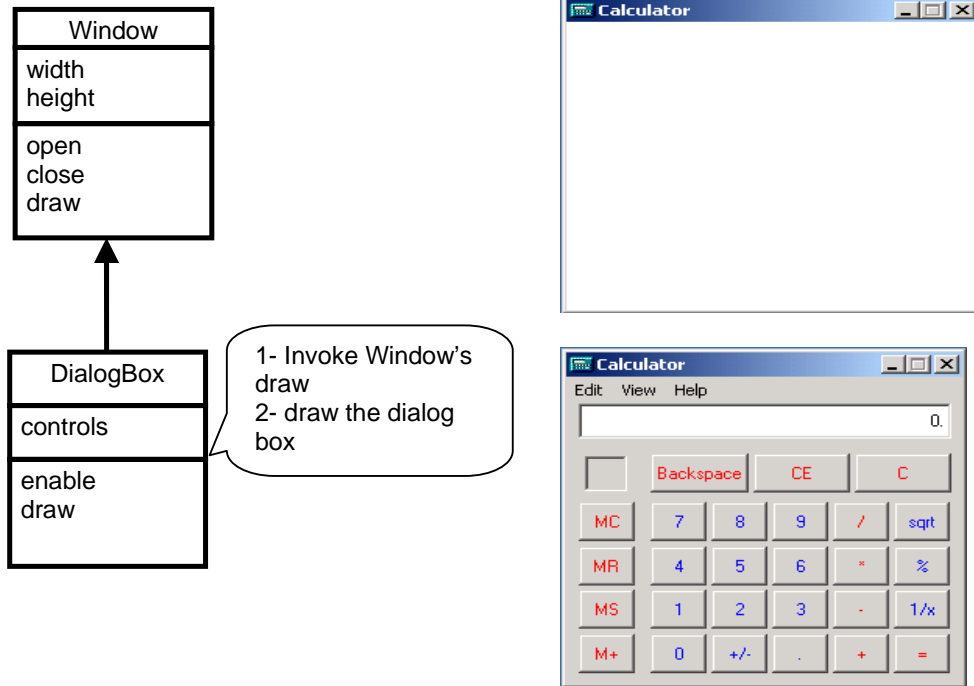 Window
width
height
open
close
draw
DialogBox
controls
enable
draw
1- Invoke Window’s
draw
2- draw the dialog
box
Calculator
Calculator
Edit View Help
0.
Backspace CE C
MC 7 8 9 / sqrt
MR 4 5 6 * %
MS 1 2 3 - 1/x
M+ 0 +/- . + =